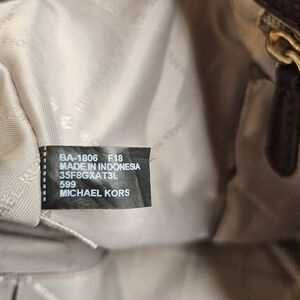 BA-1806 F18
MADE IN INDONESIA
35F8GXAT3L
599
MICHAEL KORS